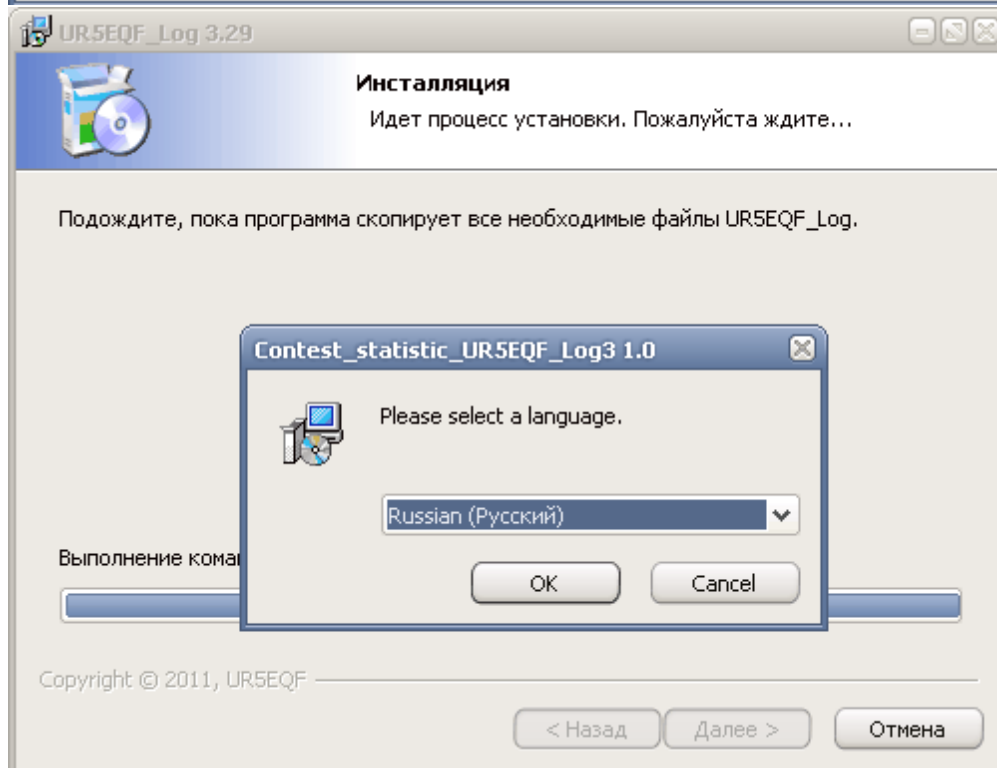 UR5EQF_Log 3.29
Инсталляция
Идет процесс установки. Пожалуйста ждите...
Подождите, пока программа скопирует все необходимые файлы UR5EQF_Log.
Contest_statistic_UR5EQF_Log3 1.0
Please select a language.
Russian (Русский)
OK Cancel
Выполнение
Copyright © 2011, UR5EQF
< Назад Далее > Отмена